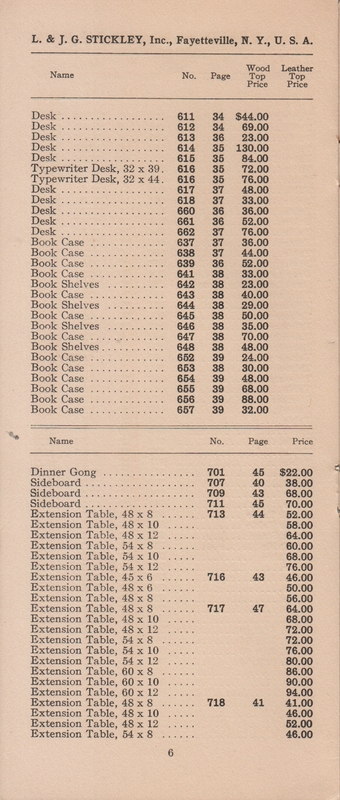 L. & J. G. STICKLEY, Inc., Fayetteville, N. Y., U. S. A.
Name No. Page Wood Top Price Leather Top Price
Desk . . . . . . . . . . . . . . . . . . . 611 34 $44.00
Desk . . . . . . . . . . . . . . . . . . . 612 34 69.00
Desk . . . . . . . . . . . . . . . . . . . 613 36 23.00
Desk . . . . . . . . . . . . . . . . . . . 614 35 130.00
Desk . . . . . . . . . . . . . . . . . . . 615 35 84.00
Typewriter Desk, 32 x 39. 616 35 72.00
Typewriter Desk, 32 x 44. 616 35 76.00
Desk . . . . . . . . . . . . . . . . . . . 617 37 48.00
Desk . . . . . . . . . . . . . . . . . . . 618 37 33.00
Desk . . . . . . . . . . . . . . . . . . . 660 36 36.00
Desk . . . . . . . . . . . . . . . . . . . 661 36 52.00
Desk . . . . . . . . . . . . . . . . . . . 662 37 76.00
Book Case . . . . . . . . . . . . . 637 37 36.00
Book Case . . . . . . . . . . . . . 638 37 44.00
Book Case . . . . . . . . . . . . . 639 36 52.00
Book Case . . . . . . . . . . . . . 641 38 33.00
Book Shelves . . . . . . . . . . 642 38 23.00
Book Case . . . . . . . . . . . . . 643 38 40.00
Book Shelves . . . . . . . . . . 644 38 29.00
Book Case . . . . . . . . . . . . . 645 38 50.00
Book Shelves . . . . . . . . . . 646 38 35.00
Book Case . . . . . . . . . . . . . 647 38 70.00
Book Shelves . . . . . . . . . . . 648 38 48.00
Book Case . . . . . . . . . . . . . 652 39 24.00
Book Case . . . . . . . . . . . . . 653 38 30.00
Book Case . . . . . . . . . . . . . 654 39 48.00
Book Case . . . . . . . . . . . . . 655 39 68.00
Book Case . . . . . . . . . . . . . 656 39 88.00
Book Case . . . . . . . . . . . . . 657 39 32.00
Name No. Page Price
Dinner Gong . . . . . . . . . . . . . . . . . 701 45 $22.00
Sideboard . . . . . . . . . . . . . . . . . . . . 707 40 38.00
Sideboard . . . . . . . . . . . . . . . . . . . . 709 43 68.00
Sideboard . . . . . . . . . . . . . . . . . . . . 711 45 70.00
Extension Table, 48 x 8 . . . . . . 713 44 52.00
Extension Table, 48 x 10 . . . . . 58.00
Extension Table, 48 x 12 . . . . . 64.00
Extension Table, 54 x 8 . . . . . . 60.00
Extension Table, 54 x 10 . . . . . 68.00
Extension Table, 54 x 12 . . . . . 76.00
Extension Table, 45 x 6 . . . . . . 716 43 46.00
Extension Table, 48 x 6 . . . . . . 50.00
Extension Table, 48 x 8 . . . . . . 56.00
Extension Table, 48 x 8 . . . . . . 717 47 64.00
Extension Table, 48 x 10 . . . . . 68.00
Extension Table, 48 x 12 . . . . . 72.00
Extension Table, 54 x 8 . . . . . . 72.00
Extension Table, 54 x 10 . . . . . 76.00
Extension Table, 54 x 12 . . . . . 80.00
Extension Table, 60 x 8 . . . . . . 86.00
Extension Table, 60 x 10 . . . . . 90.00
Extension Table, 60 x 12 . . . . . 94.00
Extension Table, 48 x 8 . . . . . . 718 41 41.00
Extension Table, 48 x 10 . . . . . 46.00
Extension Table, 48 x 12 . . . . . 52.00
Extension Table, 54 x 8 . . . . . . 46.00
6